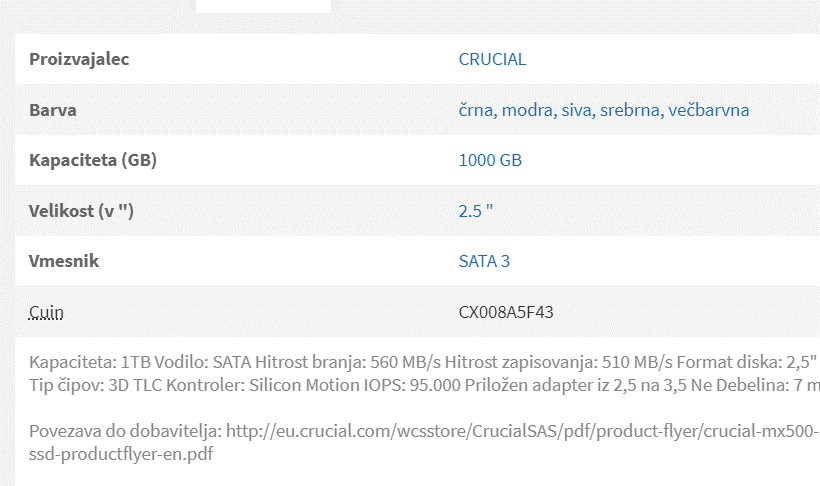 Proizvajalec CRUCIAL
Barva črna, modra, siva, srebrna, večbarvna
Kapaciteta (GB) 1000 GB
Velikost (v ") 2.5 "
Vmesnik SATA 3
Cuin CX008A5F43
Kapaciteta: 1TB Vodilo: SATA Hitrost branja: 560 MB/s Hitrost zapisovanja: 510 MB/s Format diska: 2,5"
Tip čipov: 3D TLC Kontroler: Silicon Motion IOPS: 95.000 Priložen adapter iz 2,5 na 3,5 Ne Debelina: 7 m
Povezava do dobavitelja: http://eu.crucial.com/wcsstore/CrucialSAS/pdf/product-flyer/crucial-mx500-
ssd-productflyer-en.pdf